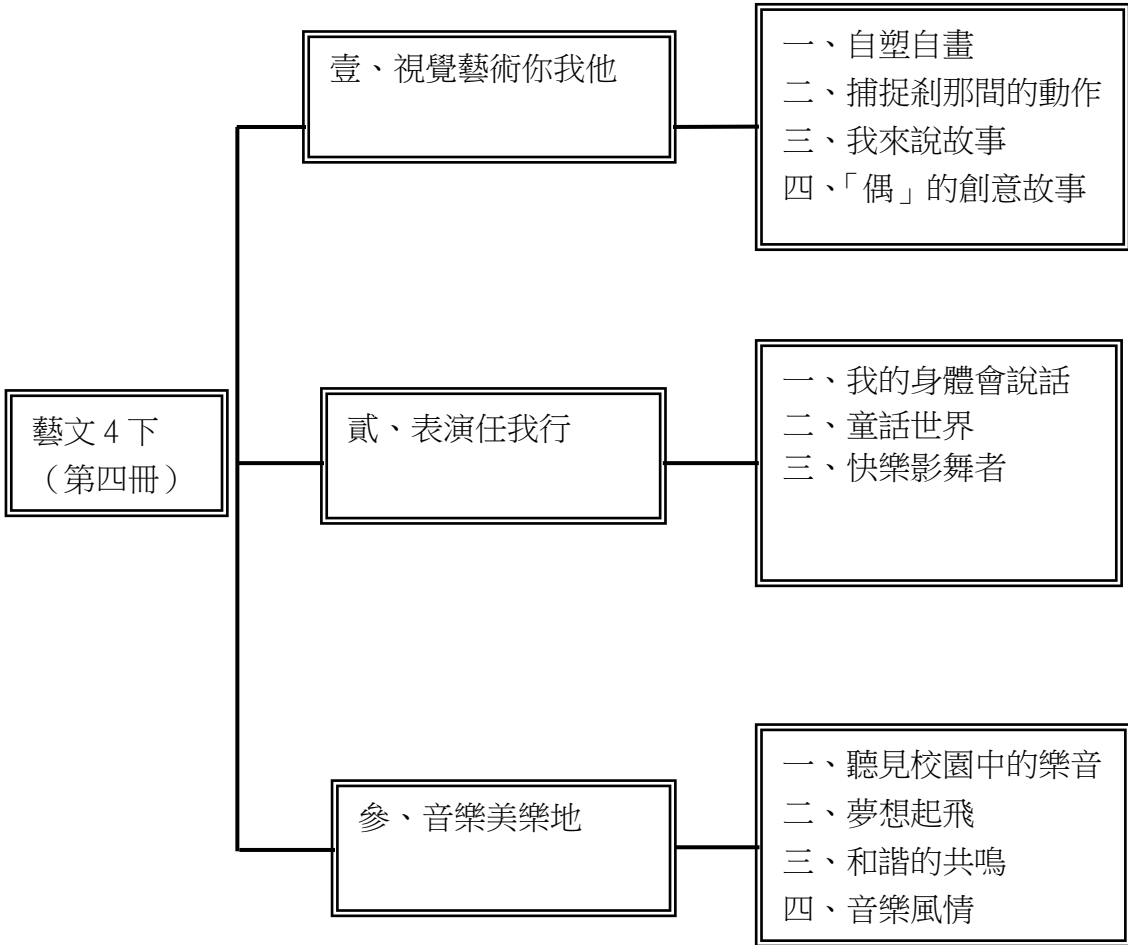 壹、視覺藝術你我他
一、自塑自畫
二、捕捉剎那間的動作
三、我來說故事
四、「偶」的創意故事
藝文 4 下
（第四冊）
貳、表演任我行
一、我的身體會說話
二、童話世界
三、快樂影舞者
參、音樂美樂地
一、聽見校園中的樂音
二、夢想起飛
三、和諧的共鳴
四、音樂風情